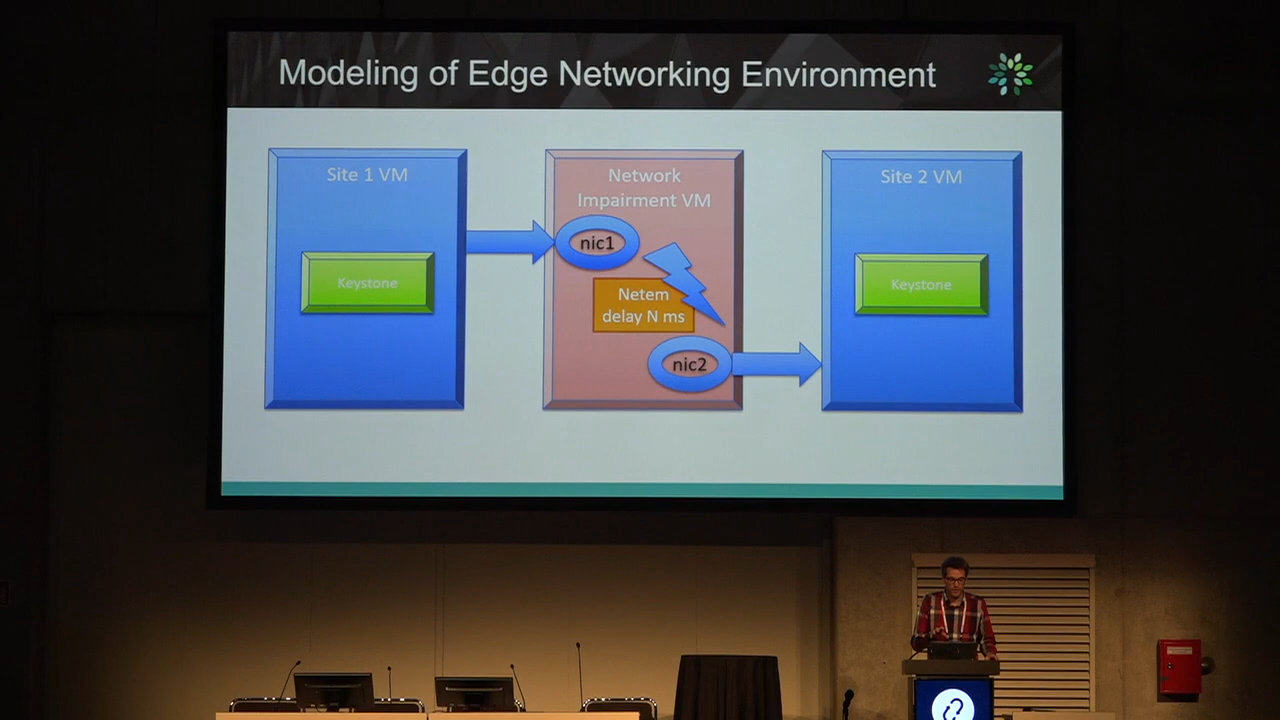 Modeling of Edge Networking Environment
Site 1 VM
Keystone
Network
Impairment VM
nic1
Netem
delay N ms
nic2
Site 2 VM
Keystone